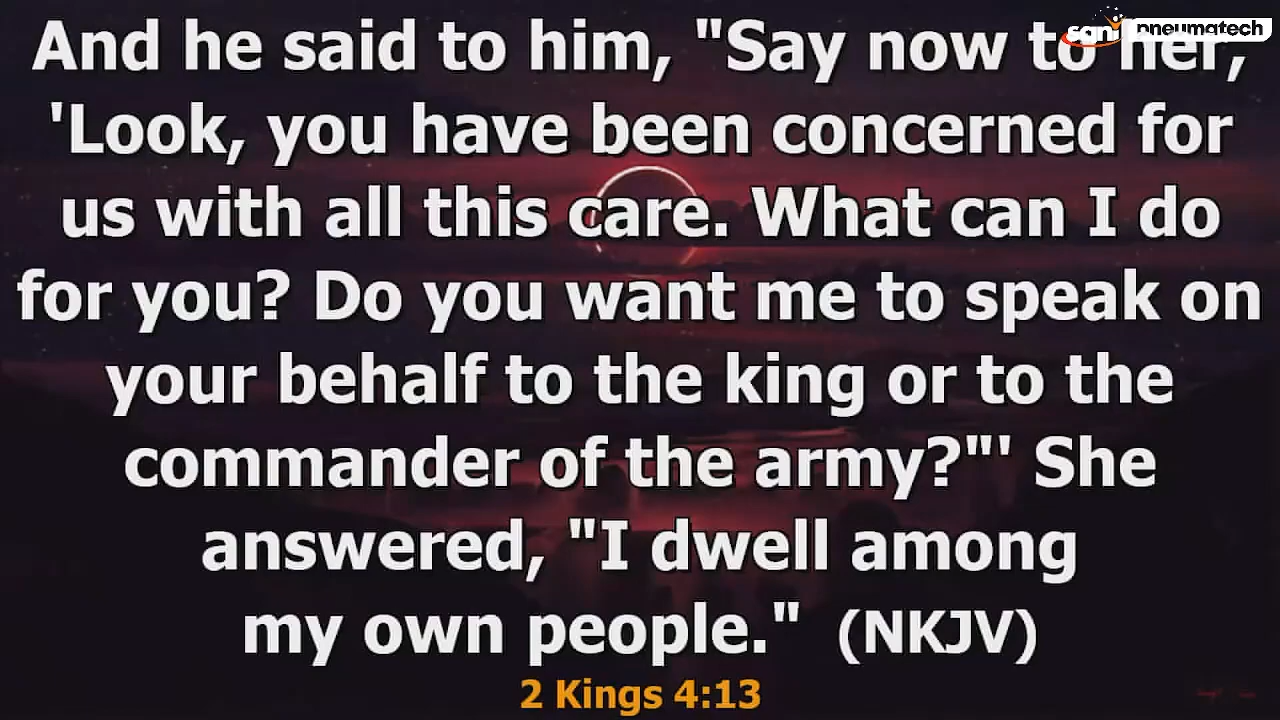 And he said to him, "Say now to her,
'Look, you have been concerned for
us with all this care. What can I do
for you? Do you want me to speak on
your behalf to the king or to the
commander of the army?"' She
answered, "I dwell among
my own people." (NKJV)
2 Kings 4:13
pneumatech